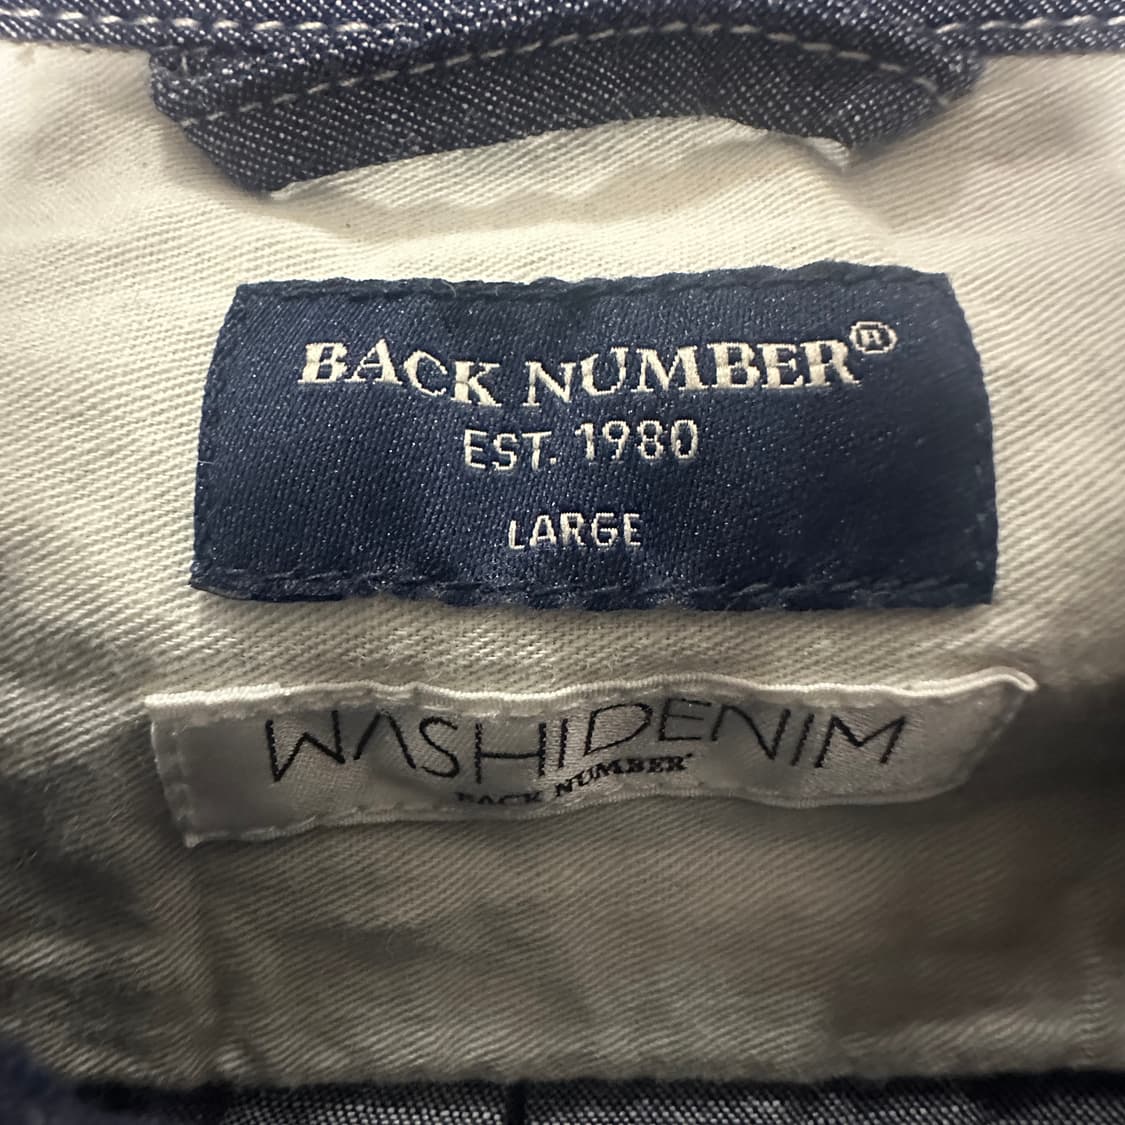 BACK NUMBER®
EST. 1980
LARGE
WASHIDENIM
BACK NUMBER